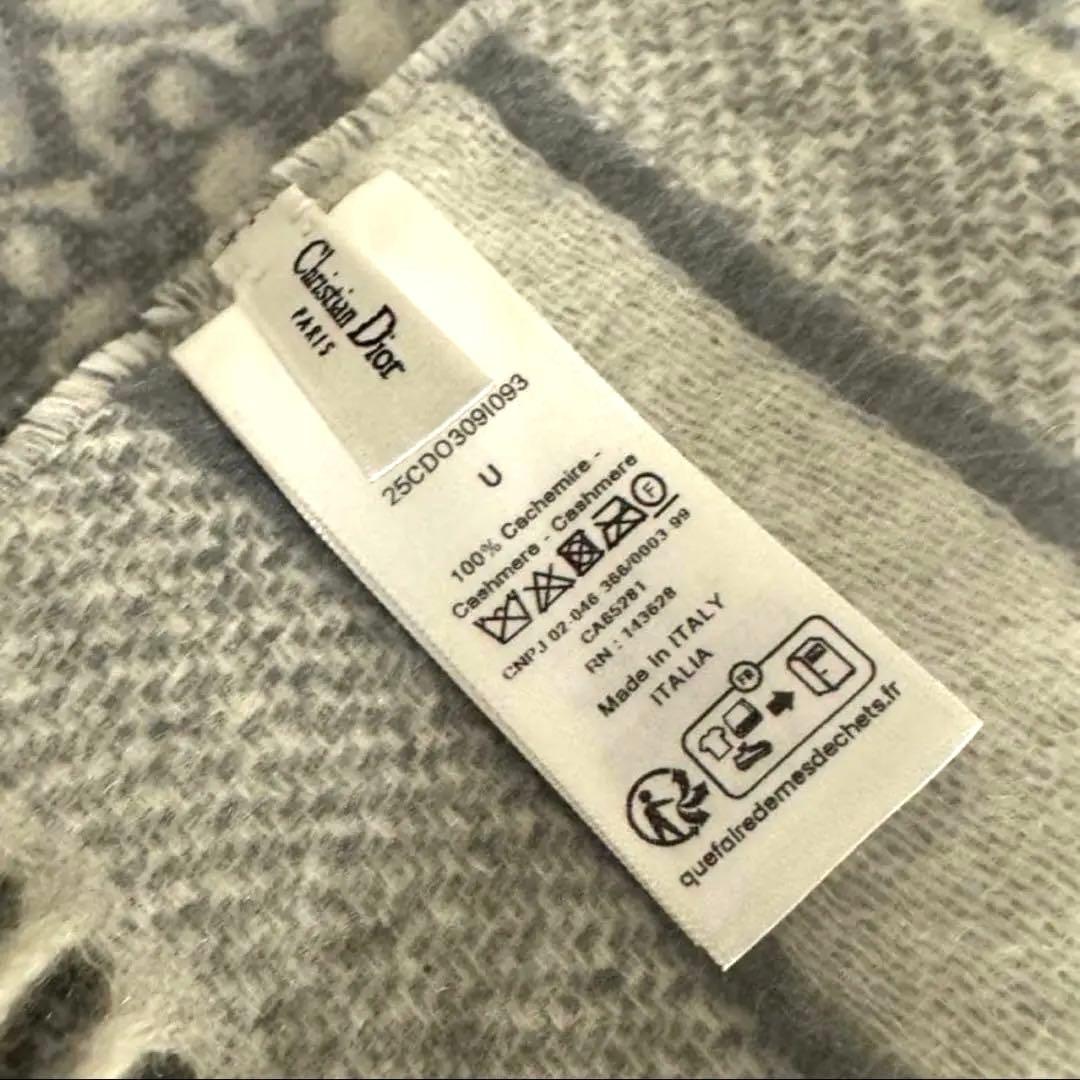 Christian Dior
PARIS
25CDO309I093
U
100% Cachemire -
Cashmere - Cashmere
F
CNPJ 02-046 366/0003 99
CA65281
RN : 143628
Made in ITALY
ITALIA
FR
quefairedemesdechets.fr